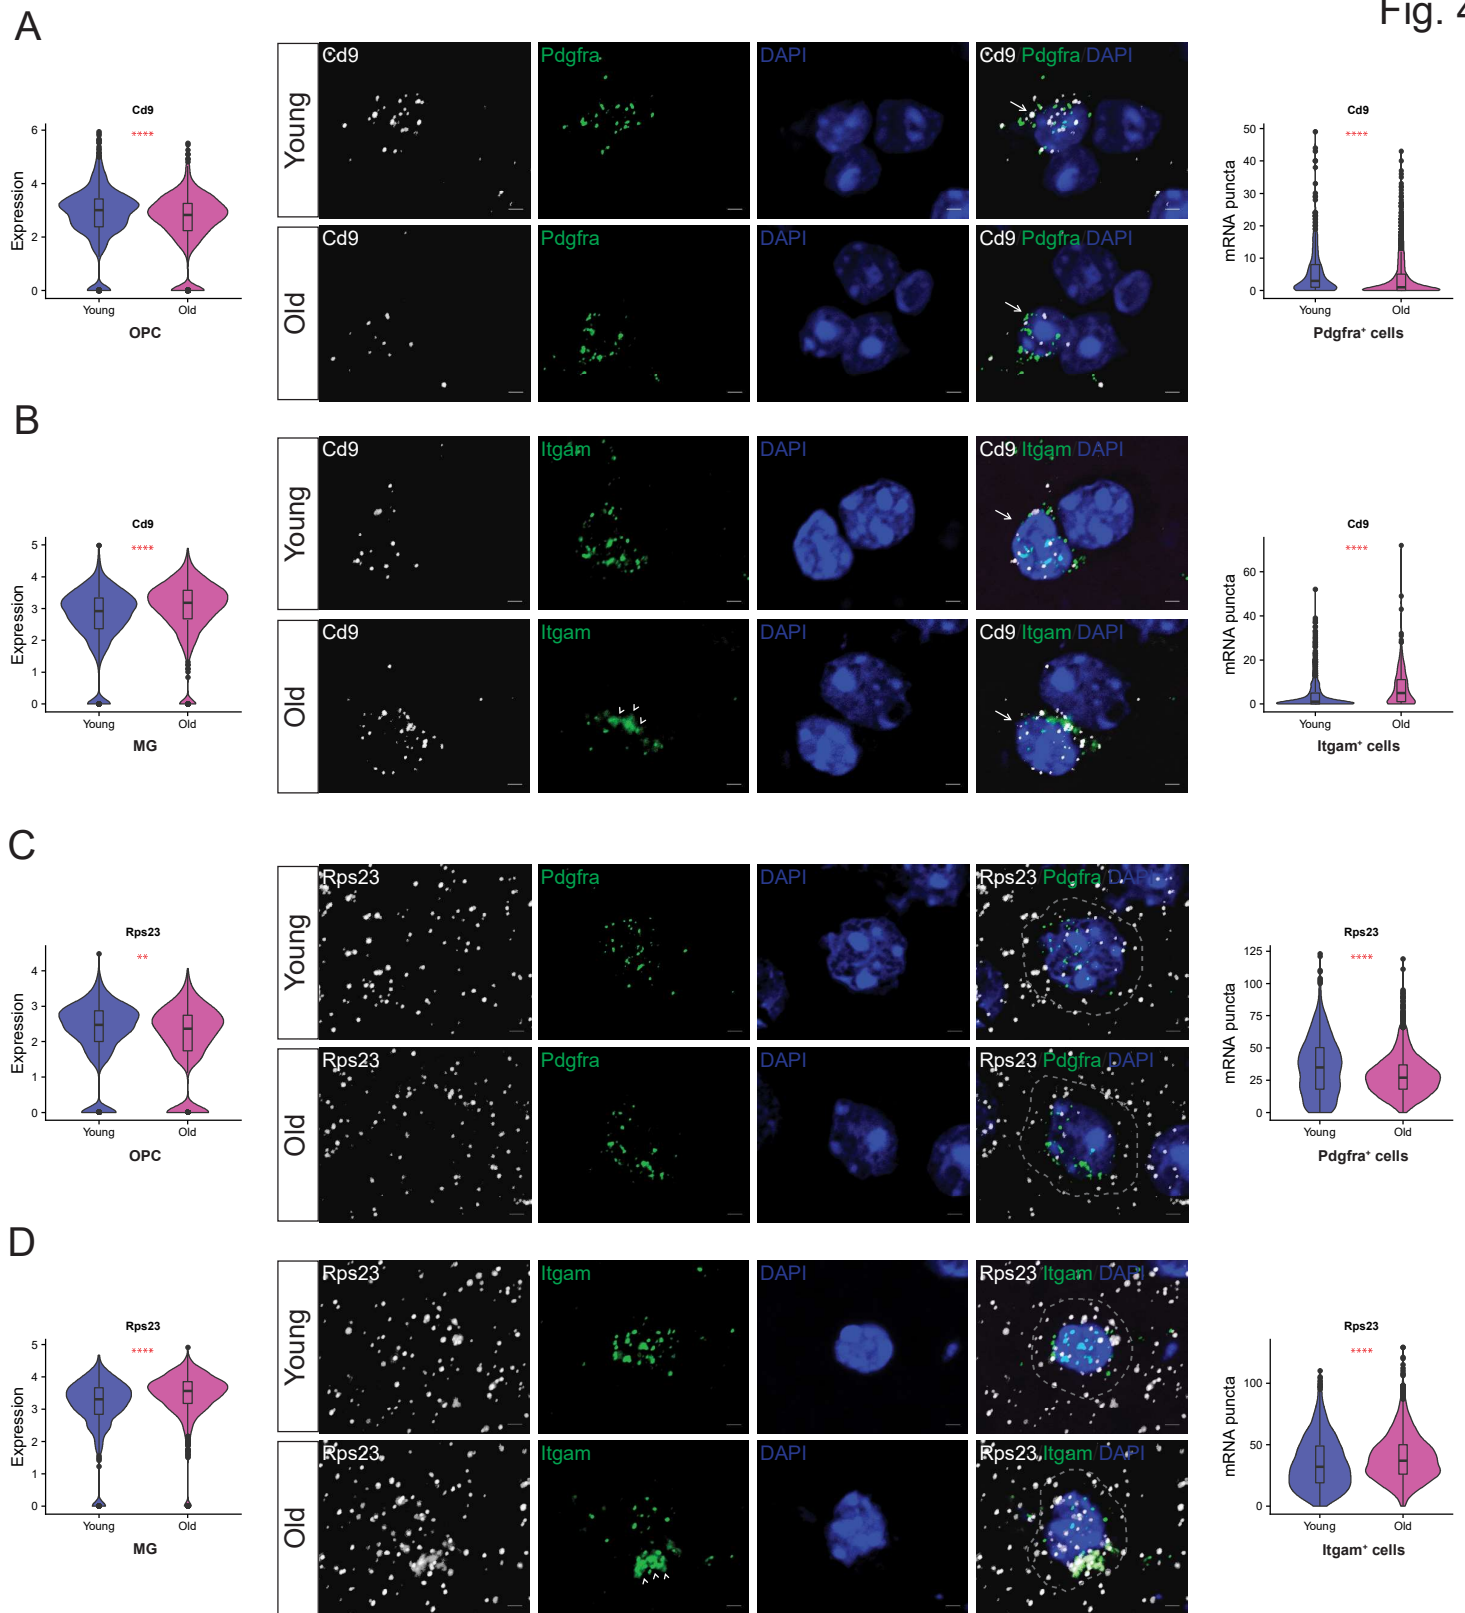 Fig. 4
A
Cd9
****
Expression
6
4
2
0
Young
Old
OPC
Young
Cd9
Pdgfra
DAPI
Cd9 Pdgfra DAPI
Old
Cd9
Pdgfra
DAPI
Cd9 Pdgfra DAPI
Cd9
****
mRNA puncta
50
40
30
20
10
0
Young
Old
Pdgfra⁺ cells
B
Cd9
****
Expression
5
4
3
2
1
0
Young
Old
MG
Young
Cd9
Itgam
DAPI
Cd9 Itgam DAPI
Old
Cd9
Itgam
DAPI
Cd9 Itgam DAPI
Cd9
****
mRNA puncta
60
40
20
0
Young
Old
Itgam⁺ cells
C
Rps23
**
Expression
4
3
2
1
0
Young
Old
OPC
Young
Rps23
Pdgfra
DAPI
Rps23 Pdgfra DAPI
Old
Rps23
Pdgfra
DAPI
Rps23 Pdgfra DAPI
Rps23
****
mRNA puncta
125
100
75
50
25
0
Young
Old
Pdgfra⁺ cells
D
Rps23
****
Expression
5
4
3
2
1
0
Young
Old
MG
Young
Rps23
Itgam
DAPI
Rps23 Itgam DAPI
Old
Rps23
Itgam
DAPI
Rps23 Itgam DAPI
Rps23
****
mRNA puncta
100
50
0
Young
Old
Itgam⁺ cells